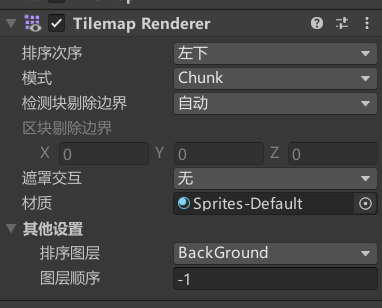 Tilemap Renderer
排序次序 左下
模式 Chunk
检测块剔除边界 自动
区块剔除边界
X 0 Y 0 Z 0
遮罩交互 无
材质 Sprites-Default
其他设置
排序图层 BackGround
图层顺序 -1